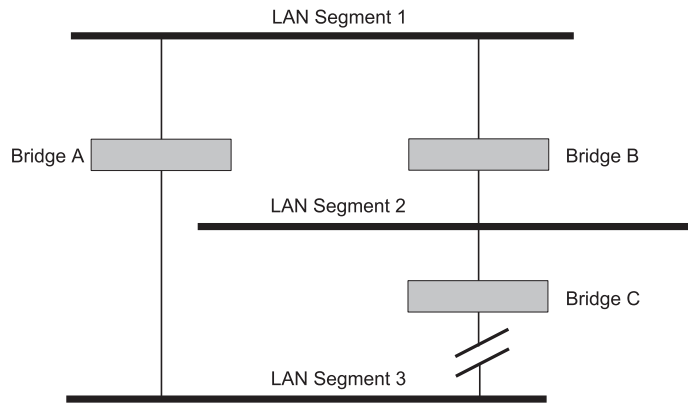 LAN Segment 1
Bridge A
Bridge B
LAN Segment 2
Bridge C
LAN Segment 3